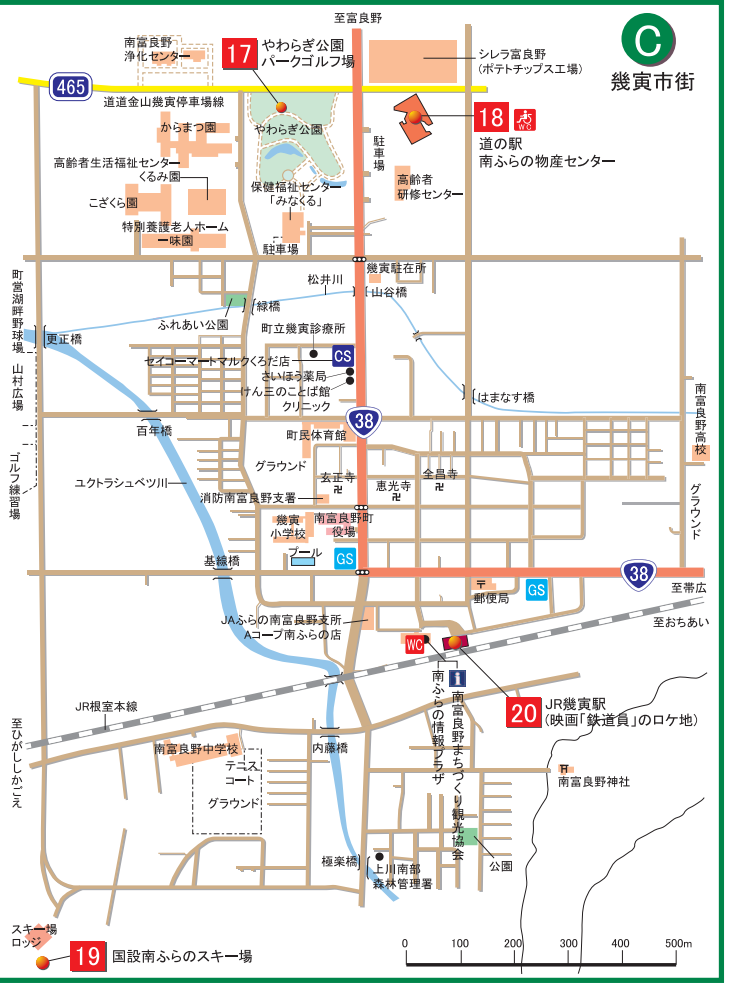 至富良野
C
幾寅市街
南富良野
浄化センター
17
やわらぎ公園
パークゴルフ場
シレラ富良野
(ポテトチップス工場)
465
道道金山幾寅停車場線
からまつ園
やわらぎ公園
駐車場
18
WC
道の駅
南ふらの物産センター
高齢者生活福祉センター
くるみ園
こざくら園
保健福祉センター
「みなくる」
高齢者
研修センター
特別養護老人ホーム
一味園
駐車場
町営湖畔野球場
幾寅駐在所
松井川
山谷橋
緑橋
ふれあい公園
町立幾寅診療所
更正橋
CS
セイコーマートマルクくろだ店
さいほう薬局
けん三のことば館
クリニック
山村広場
はまなす橋
南富良野高校
38
百年橋
町民体育館
グラウンド
ゴルフ練習場
ユクトラシュベツ川
玄正寺
卍
恵光寺
卍
全昌寺
卍
グラウンド
消防南富良野支署
幾寅
小学校
南富良野町
役場
プール
GS
基線橋
38
至帯広
〒
郵便局
GS
至おちあい
JAふらの南富良野支所
Aコープ南ふらの店
WC
i
20
JR幾寅駅
(映画「鉄道員」のロケ地)
南ふらの情報プラザ
南富良野まちづくり観光協会
JR根室本線
至ひがししかごえ
南富良野中学校
テニス
コート
グラウンド
内藤橋
南富良野神社
極楽橋
上川南部
森林管理署
公園
スキー場
ロッジ
19
国設南ふらのスキー場
0 100 200 300 400 500m